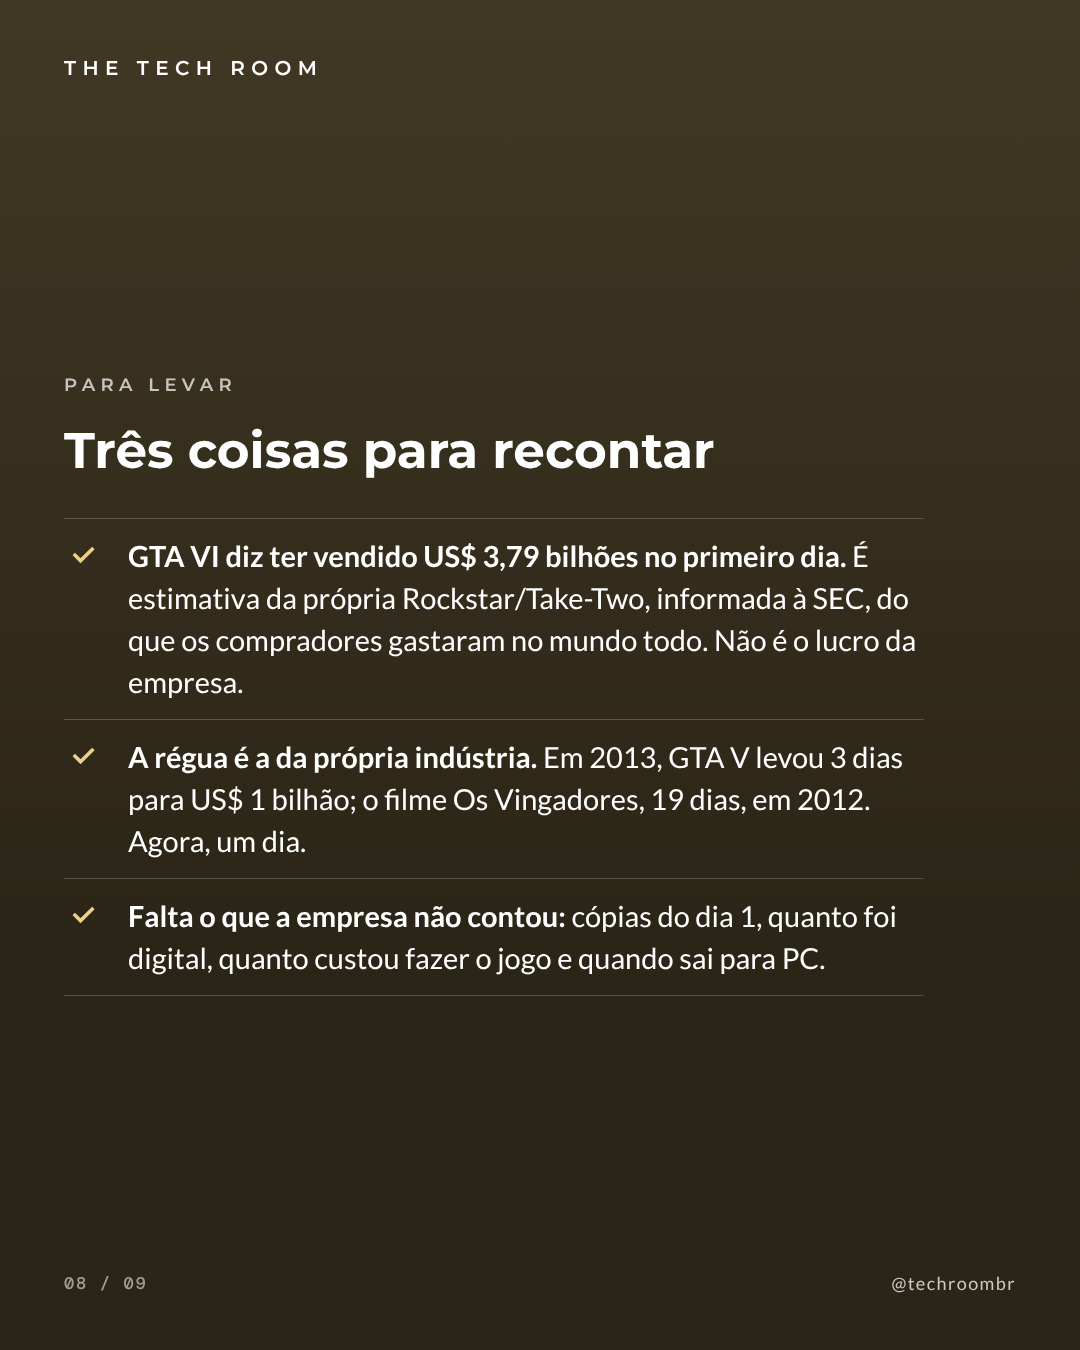 THE TECH ROOM
PARA LEVAR
Três coisas para recontar
GTA VI diz ter vendido US$ 3,79 bilhões no primeiro dia. É
estimativa da própria Rockstar/Take-Two, informada à SEC, do
que os compradores gastaram no mundo todo. Não é o lucro da
empresa.
A régua é a da própria indústria. Em 2013, GTA V levou 3 dias
para US$ 1 bilhão; o filme Os Vingadores, 19 dias, em 2012.
Agora, um dia.
Falta o que a empresa não contou: cópias do dia 1, quanto foi
digital, quanto custou fazer o jogo e quando sai para PC.
08 / 09
@techroombr